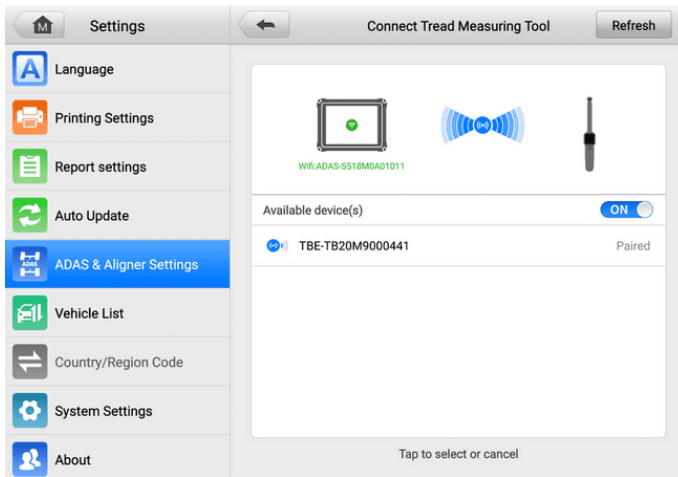 M
Settings
Connect Tread Measuring Tool
Refresh
A
Language
Printing Settings
Report settings
Auto Update
ADAS
ADAS & Aligner Settings
Vehicle List
Country/Region Code
System Settings
About
Wifi:ADAS-S518M0A01011
Available device(s)
ON
TBE-TB20M9000441
Paired
Tap to select or cancel